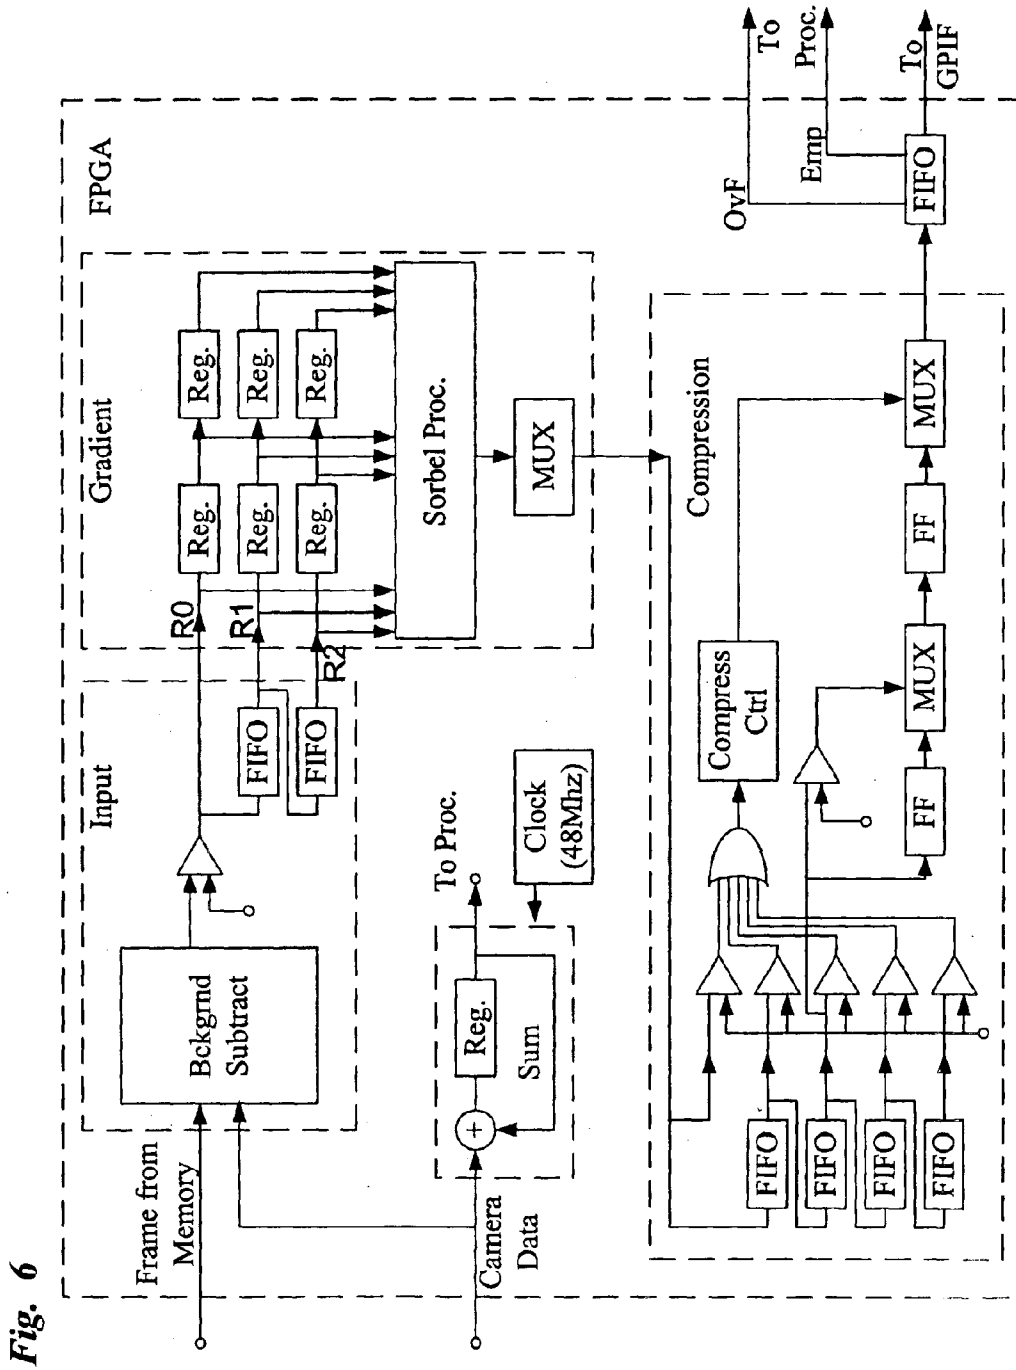 Fig. 6
FPGA
Frame from
Memory
Camera
Data
Input
Bckgrnd
Subtract
FIFO
FIFO
Gradient
R0
R1
R2
Reg.
Reg.
Reg.
Reg.
Reg.
Reg.
Sorbel Proc.
MUX
Sum
Reg.
+
To Proc.
Clock
(48Mhz)
Compression
FIFO
FIFO
FIFO
FIFO
Compress
Ctrl
FF
MUX
FF
MUX
FIFO
OvF
Emp
To
Proc.
To
GPIF